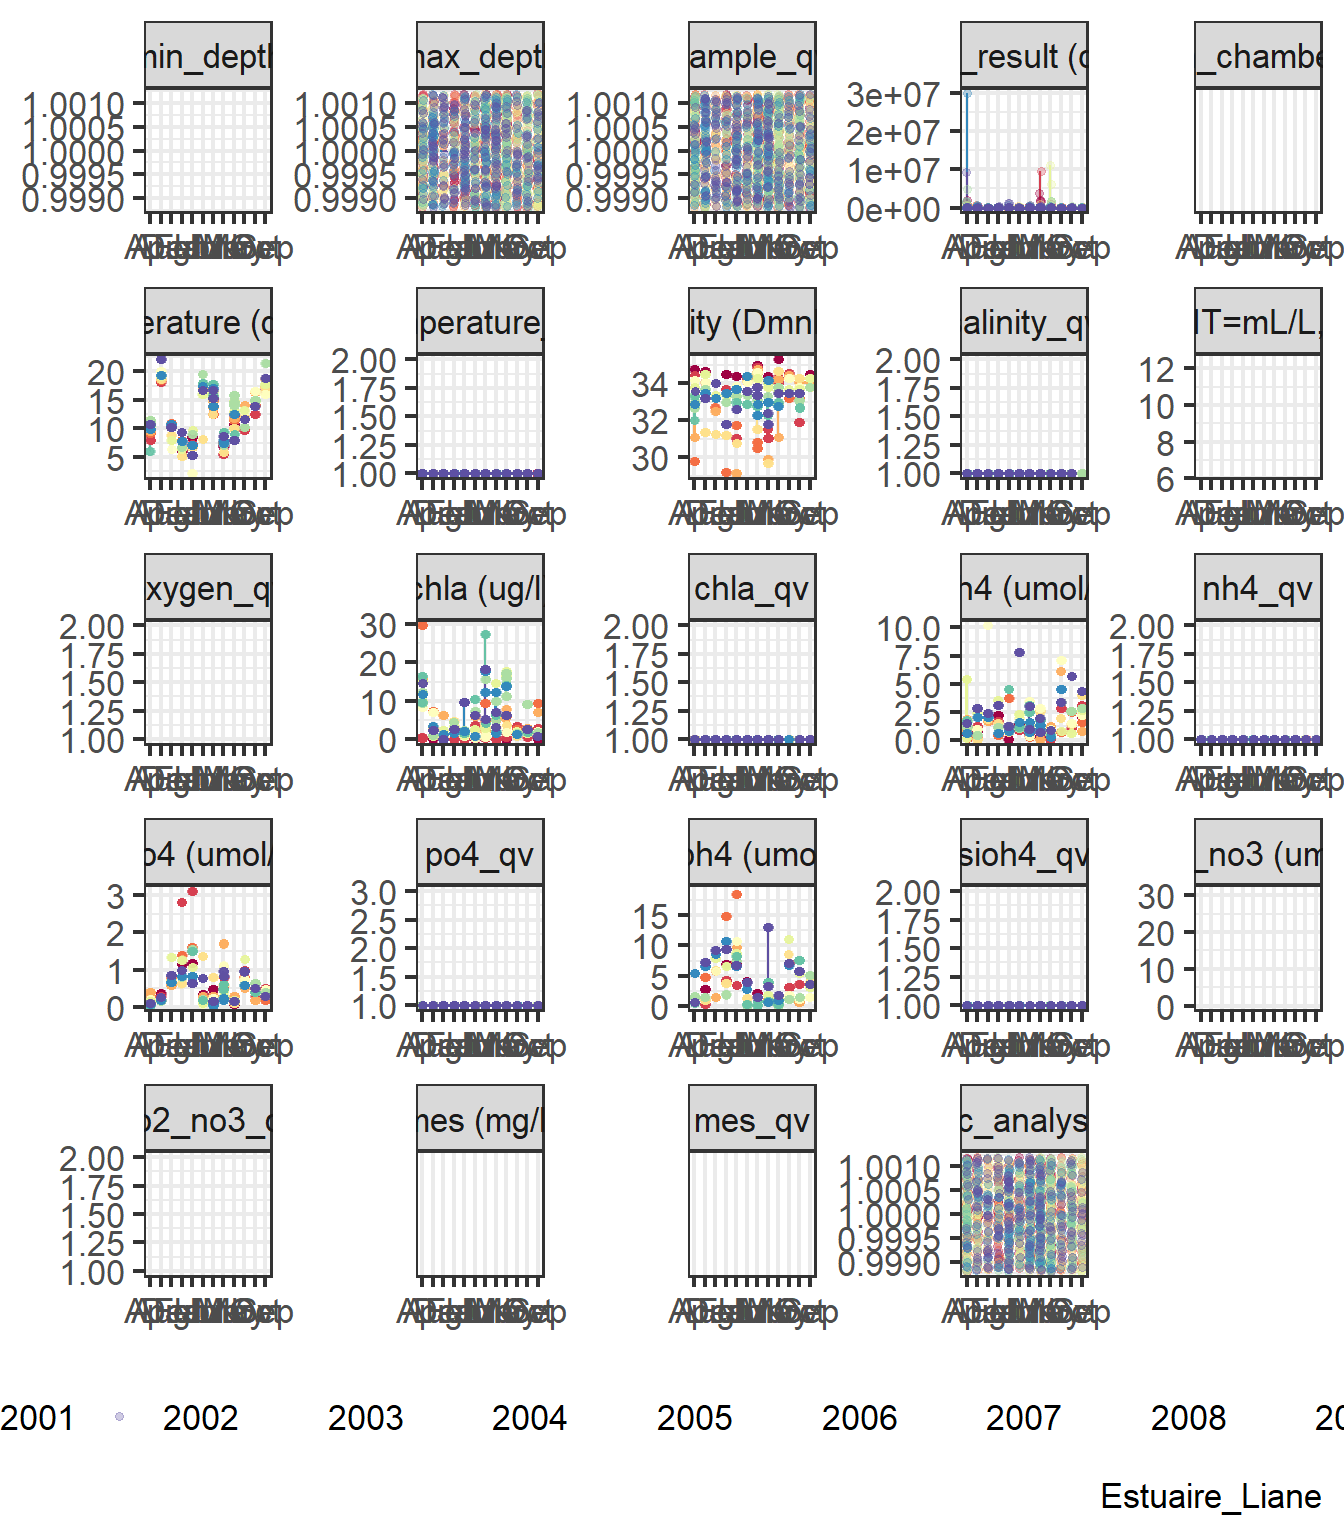 min_depth max_dept ample_q _result (c _chambe
1.0010 1.0010 1.0010 3e+07
1.0005 1.0005 1.0005 2e+07
1.0000 1.0000 1.0000 1e+07
0.9995 0.9995 0.9995 0e+00
0.9990 0.9990 0.9990
erature (c perature_ ity (Dmn alinity_qv IT=mL/L,
20 2.00 34 2.00 12
15 1.75 32 1.75 10
10 1.50 30 1.50 8
5 1.25 1.25 6
1.00 1.00
xygen_q chla (ug/l chla_qv h4 (umol/ nh4_qv
2.00 30 2.00 10.0 2.00
1.75 20 1.75 7.5 1.75
1.50 10 1.50 5.0 1.50
1.25 0 1.25 2.5 1.25
1.00 1.00 0.0 1.00
o4 (umol/ po4_qv oh4 (umo sioh4_qv _no3 (um
3 3.0 15 2.00 30
2 2.5 10 1.75 20
1 2.0 5 1.50 10
0 1.5 0 1.25 0
1.0 1.00
o2_no3_c mes (mg/l mes_qv c_analys
2.00 1.0010
1.75 1.0005
1.50 1.0000
1.25 0.9995
1.00 0.9990
2001 2002 2003 2004 2005 2006 2007 2008
Estuaire_Liane